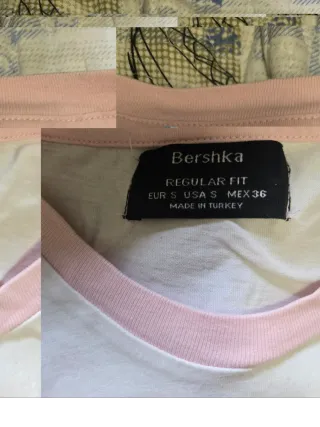 Bershka
REGULAR FIT
EUR S USA S MEX 36
MADE IN TURKEY